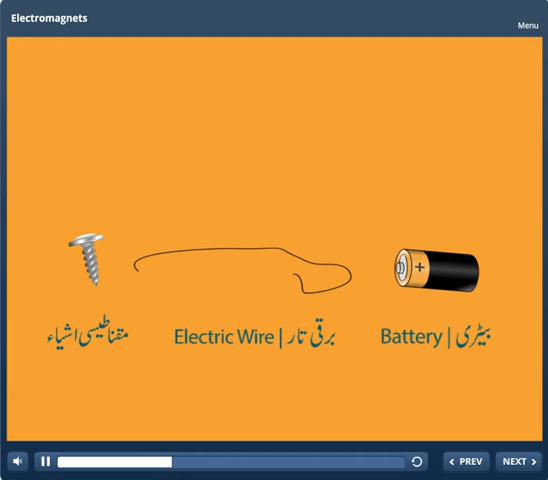 Electromagnets
Menu
مقناطیسی اشیاء
Electric Wire | برقی تار
Battery | بیٹری
+
PREV
NEXT